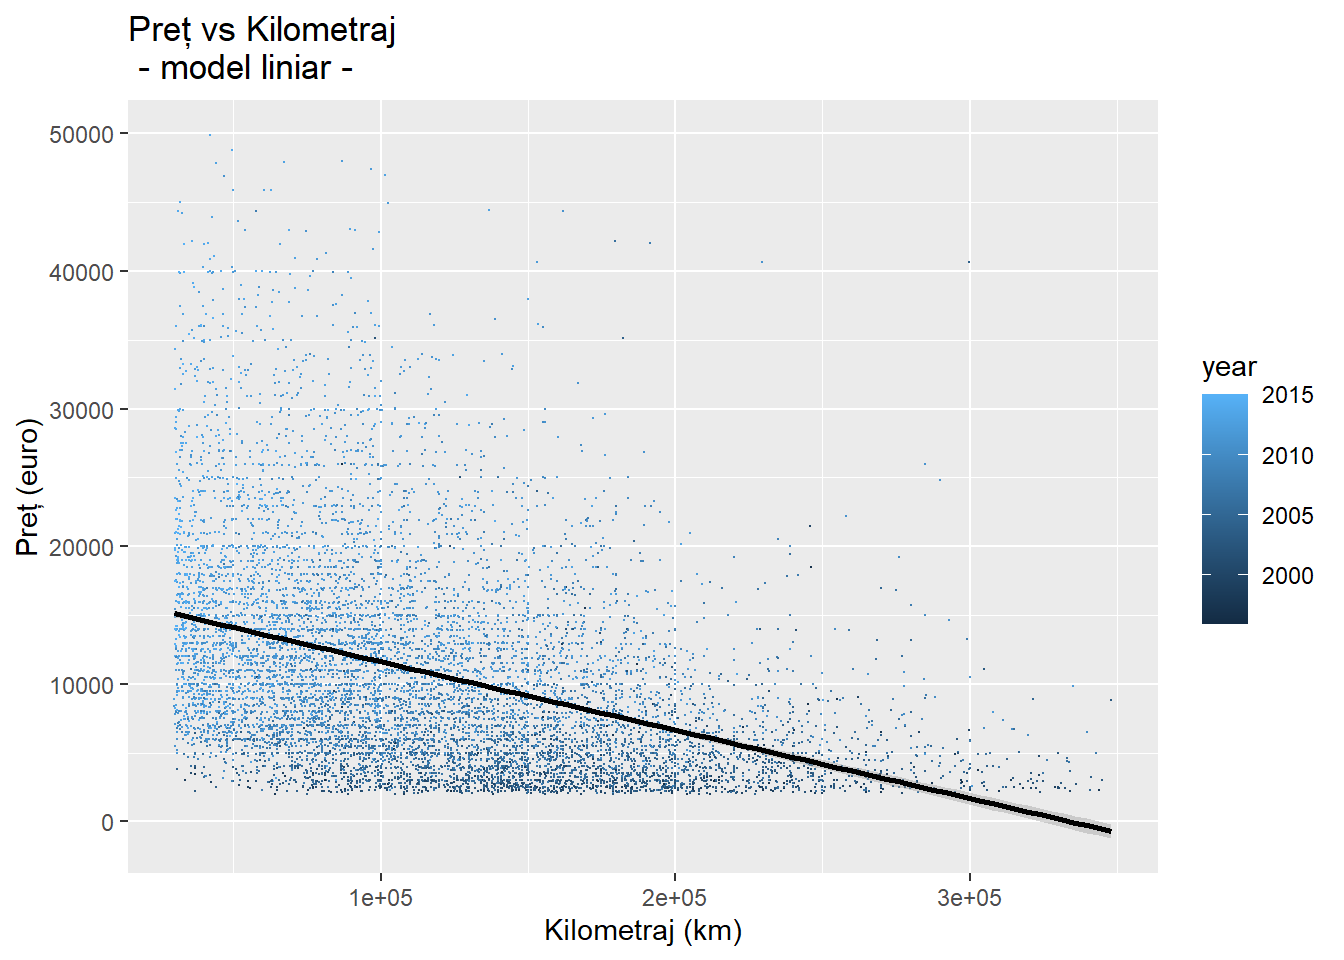 Preț vs Kilometraj
- model liniar -
50000
40000
30000
20000
10000
0
Preț (euro)
1e+05
2e+05
3e+05
Kilometraj (km)
year
2015
2010
2005
2000